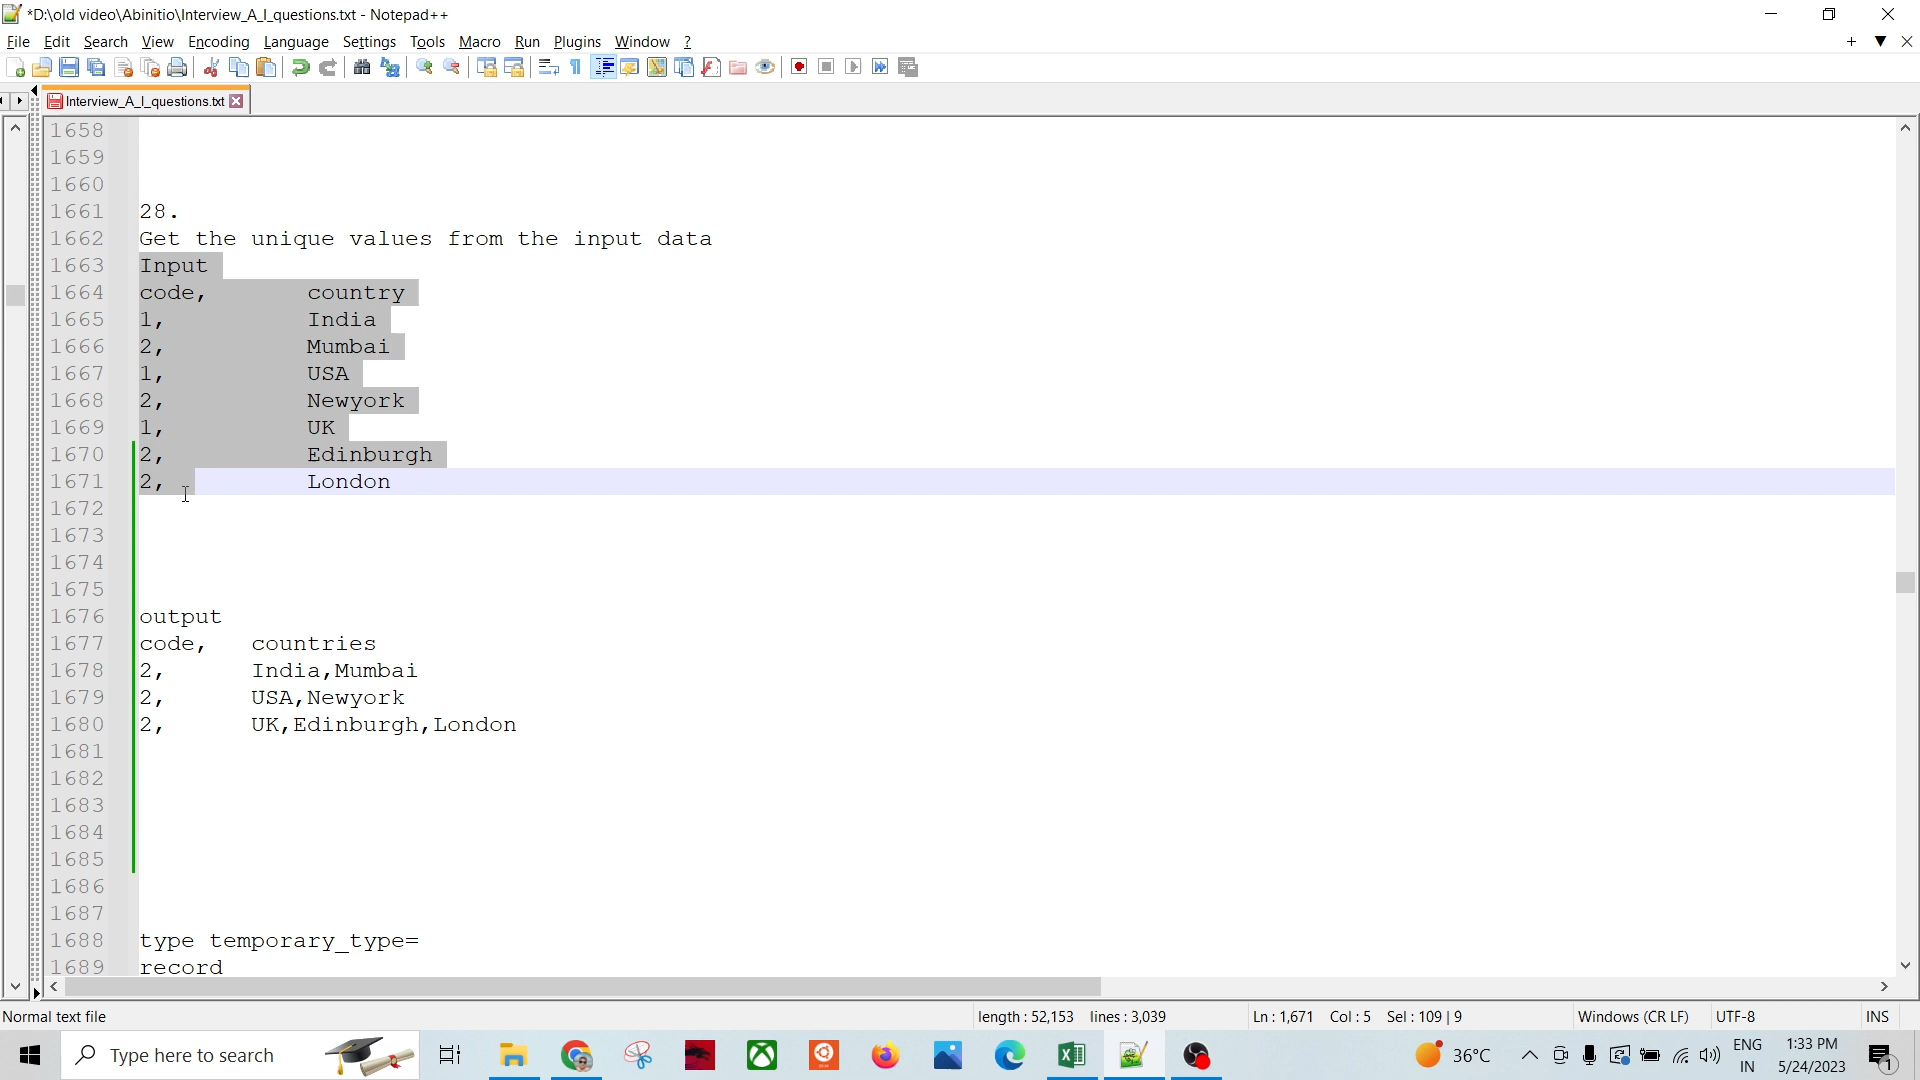 *D:\old video\Abinitio\Interview_A_I_questions.txt - Notepad++
File Edit Search View Encoding Language Settings Tools Macro Run Plugins Window ?
Interview_A_I_questions.txt
1658
1659
1660
1661 28.
1662 Get the unique values from the input data
1663 Input
1664 code, country
1665 1, India
1666 2, Mumbai
1667 1, USA
1668 2, Newyork
1669 1, UK
1670 2, Edinburgh
1671 2, London
1672
1673
1674
1675
1676 output
1677 code, countries
1678 2, India,Mumbai
1679 2, USA,Newyork
1680 2, UK,Edinburgh,London
1681
1682
1683
1684
1685
1686
1687
1688 type temporary_type=
1689 record
Normal text file length : 52,153 lines : 3,039 Ln : 1,671 Col : 5 Sel : 109 | 9 Windows (CR LF) UTF-8 INS
Type here to search 36°C ENG IN 1:33 PM 5/24/2023 1